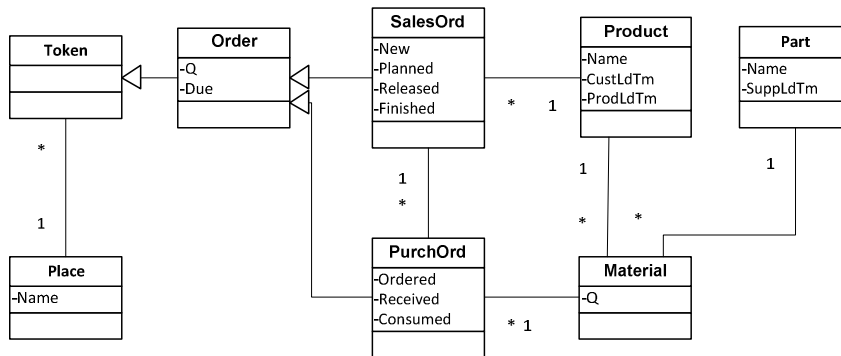 Token
*
1
Place
-Name
Order
-Q
-Due
SalesOrd
-New
-Planned
-Released
-Finished
1
*
PurchOrd
-Ordered
-Received
-Consumed
* 1
* 1
Product
-Name
-CustLdTm
-ProdLdTm
1
*
Part
-Name
-SuppLdTm
1
*
Material
-Q